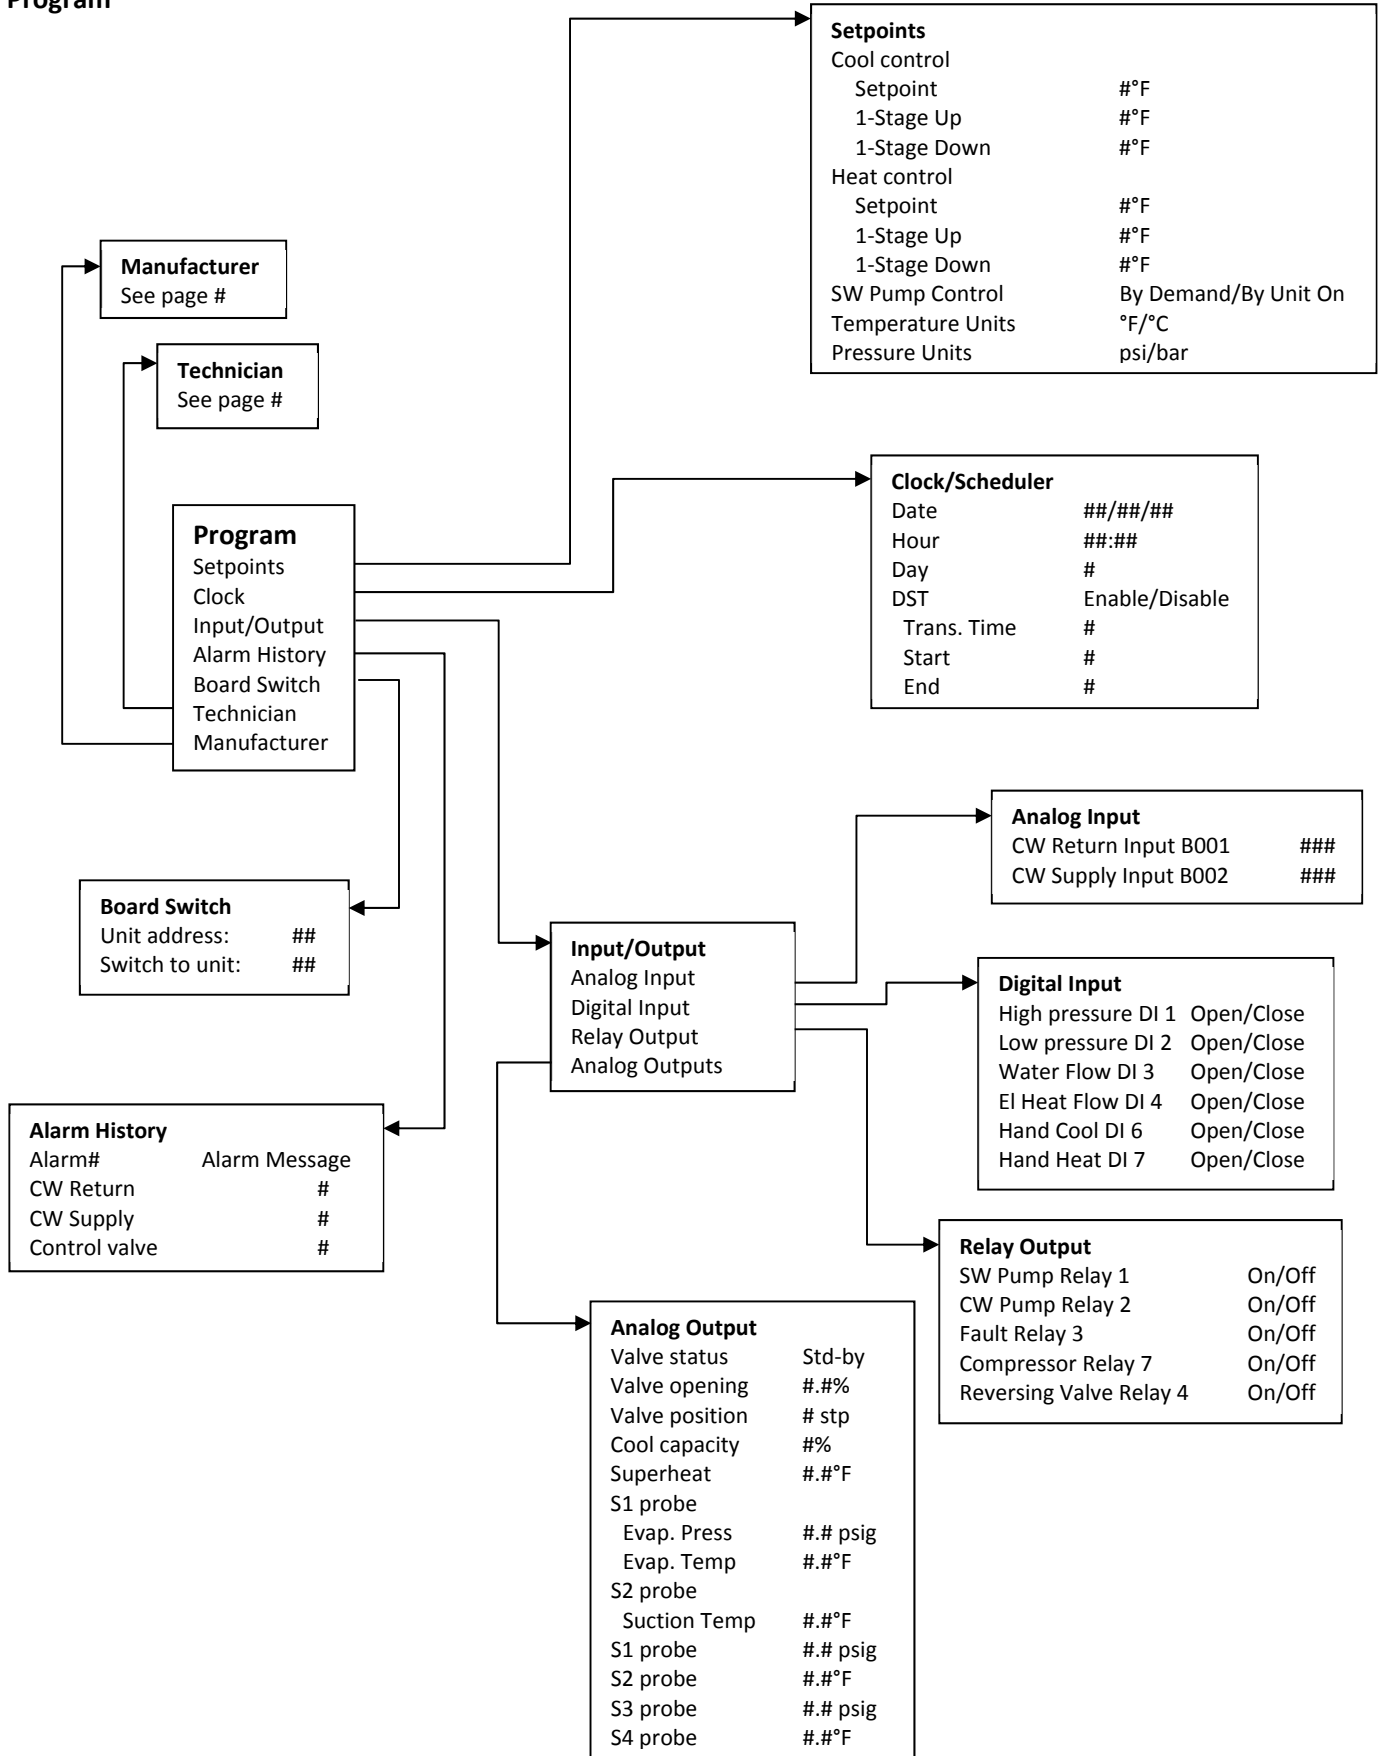 Program
Setpoints
Cool control
Setpoint #°F
1-Stage Up #°F
1-Stage Down #°F
Heat control
Setpoint #°F
1-Stage Up #°F
1-Stage Down #°F
SW Pump Control By Demand/By Unit On
Temperature Units °F/°C
Pressure Units psi/bar
Manufacturer
See page #
Technician
See page #
Program
Setpoints
Clock
Input/Output
Alarm History
Board Switch
Technician
Manufacturer
Clock/Scheduler
Date ##/##/##
Hour ##:##
Day #
DST Enable/Disable
Trans. Time #
Start #
End #
Analog Input
CW Return Input B001 ###
CW Supply Input B002 ###
Board Switch
Unit address: ##
Switch to unit: ##
Input/Output
Analog Input
Digital Input
Relay Output
Analog Outputs
Digital Input
High pressure DI 1 Open/Close
Low pressure DI 2 Open/Close
Water Flow DI 3 Open/Close
El Heat Flow DI 4 Open/Close
Hand Cool DI 6 Open/Close
Hand Heat DI 7 Open/Close
Alarm History
Alarm# Alarm Message
CW Return #
CW Supply #
Control valve #
Relay Output
SW Pump Relay 1 On/Off
CW Pump Relay 2 On/Off
Fault Relay 3 On/Off
Compressor Relay 7 On/Off
Reversing Valve Relay 4 On/Off
Analog Output
Valve status Std-by
Valve opening #.#%
Valve position # stp
Cool capacity #%
Superheat #.#°F
S1 probe
Evap. Press #.# psig
Evap. Temp #.#°F
S2 probe
Suction Temp #.#°F
S1 probe #.# psig
S2 probe #.#°F
S3 probe #.# psig
S4 probe #.#°F